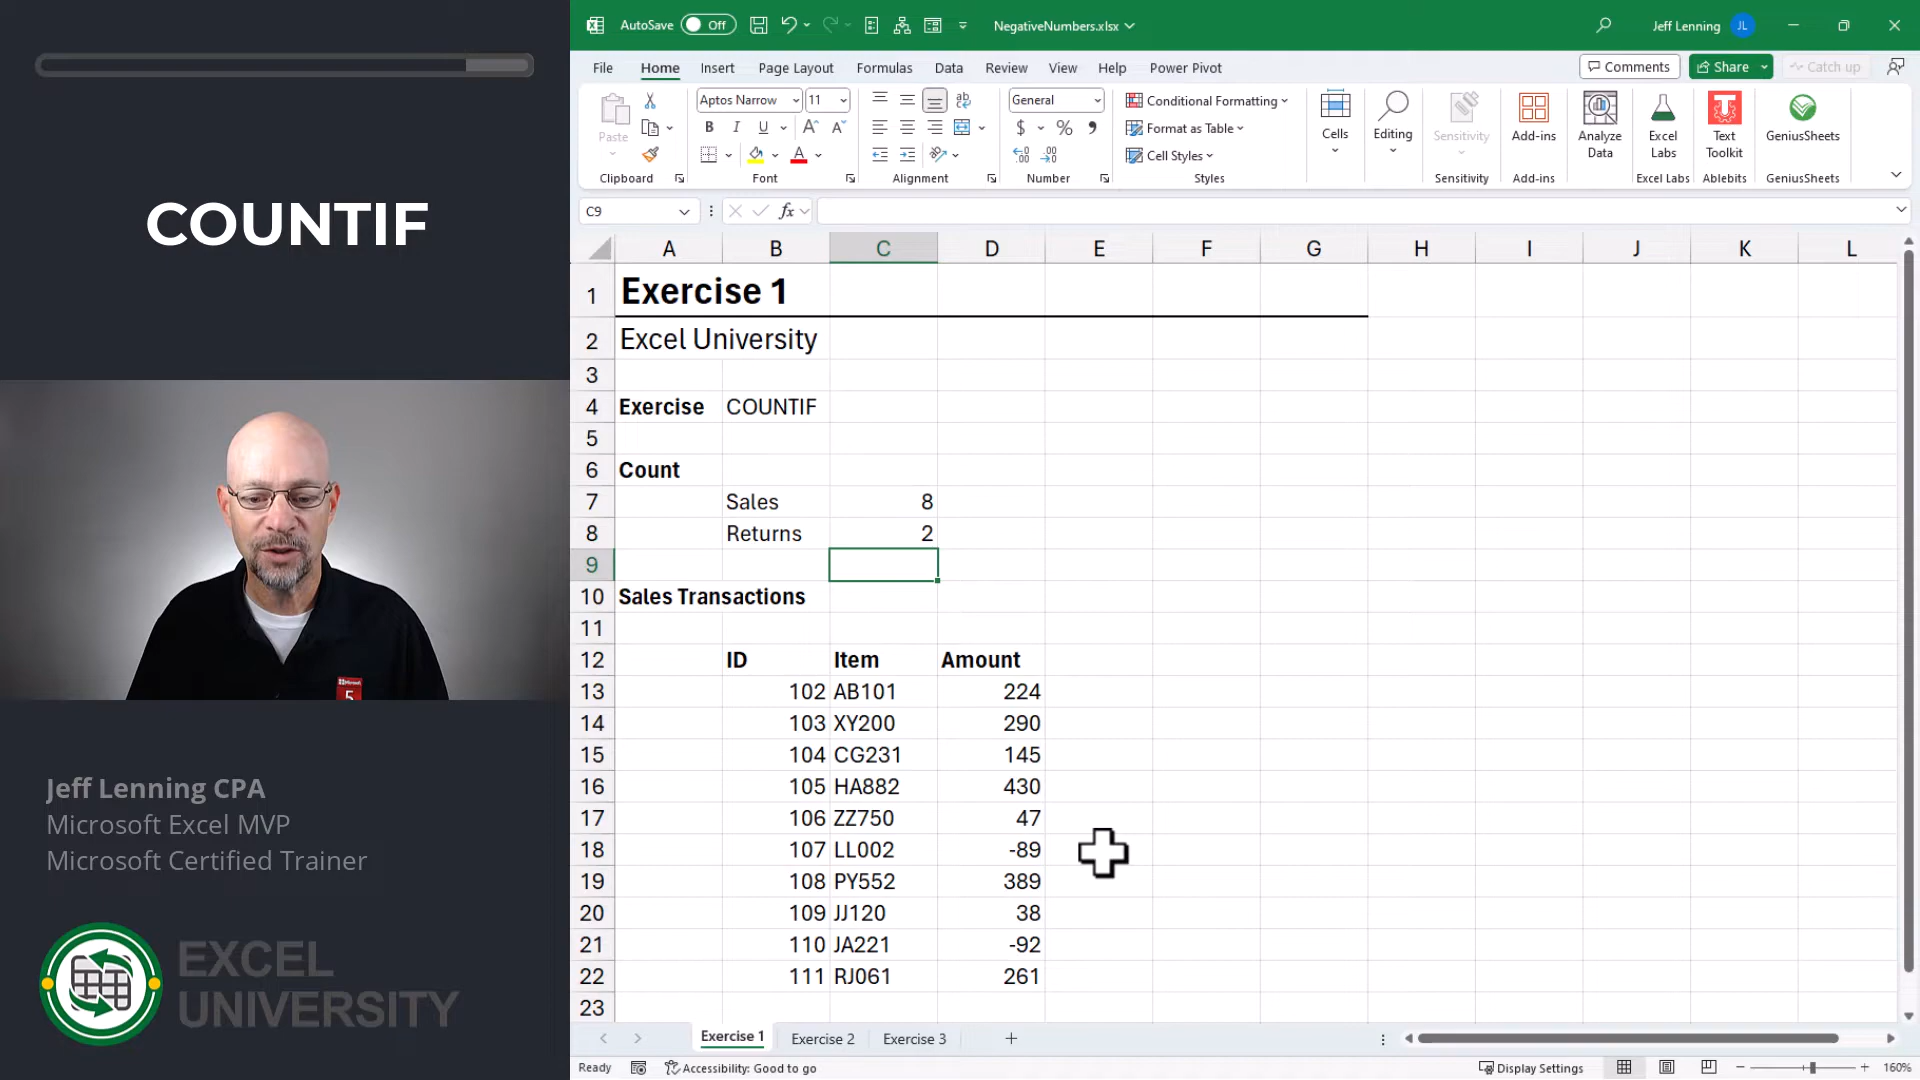 COUNTIF
Jeff Lenning CPA
Microsoft Excel MVP
Microsoft Certified Trainer
EXCEL
UNIVERSITY
Microsoft
5
AutoSave Off NegativeNumbers.xlsx Jeff Lenning JL
File Home Insert Page Layout Formulas Data Review View Help Power Pivot Comments Share Catch up
Paste Aptos Narrow 11 General Conditional Formatting
B I U A A ab $ % 9 Format as Table
A Cell Styles
Cells Editing Sensitivity Add-ins Analyze Data Excel Labs Text Toolkit GeniusSheets
Clipboard Font Alignment Number Styles Sensitivity Add-ins Excel Labs Ablebits GeniusSheets
C9 fx
A B C D E F G H I J K L
1 Exercise 1
2 Excel University
3
4 Exercise COUNTIF
5
6 Count
7 Sales 8
8 Returns 2
9
10 Sales Transactions
11
12 ID Item Amount
13 102 AB101 224
14 103 XY200 290
15 104 CG231 145
16 105 HA882 430
17 106 ZZ750 47
18 107 LL002 -89
19 108 PY552 389
20 109 JJ120 38
21 110 JA221 -92
22 111 RJ061 261
23
Exercise 1 Exercise 2 Exercise 3
Ready Accessibility: Good to go Display Settings 160%